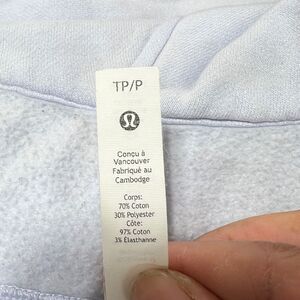 TP/P
Conçu à
Vancouver
Fabriqué au
Cambodge
Corps:
70% Coton
30% Polyester
Côte:
97% Coton
3% Élasthanne